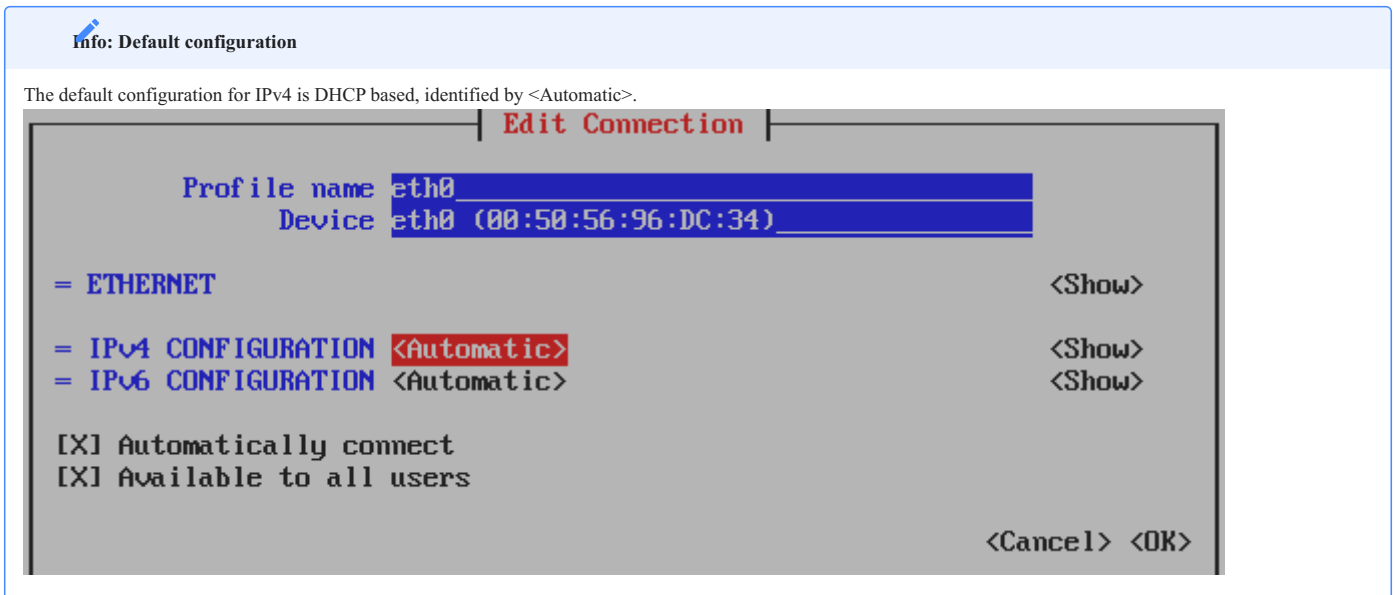 Info: Default configuration
The default configuration for IPv4 is DHCP based, identified by <Automatic>.
Edit Connection
Profile name eth0
Device eth0 (00:50:56:96:DC:34)
= ETHERNET <Show>
= IPv4 CONFIGURATION <Automatic> <Show>
= IPv6 CONFIGURATION <Automatic> <Show>
[X] Automatically connect
[X] Available to all users
<Cancel> <OK>